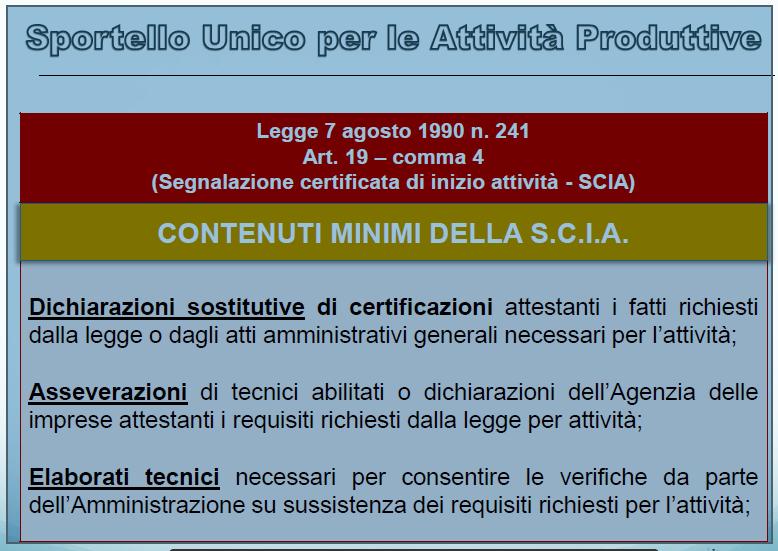 Sportello Unico per le Attività Produttive
Legge 7 agosto 1990 n. 241
Art. 19 – comma 4
(Segnalazione certificata di inizio attività - SCIA)
CONTENUTI MINIMI DELLA S.C.I.A.
Dichiarazioni sostitutive di certificazioni attestanti i fatti richiesti
dalla legge o dagli atti amministrativi generali necessari per l’attività;
Asseverazioni di tecnici abilitati o dichiarazioni dell’Agenzia delle
imprese attestanti i requisiti richiesti dalla legge per attività;
Elaborati tecnici necessari per consentire le verifiche da parte
dell’Amministrazione su sussistenza dei requisiti richiesti per l’attività;